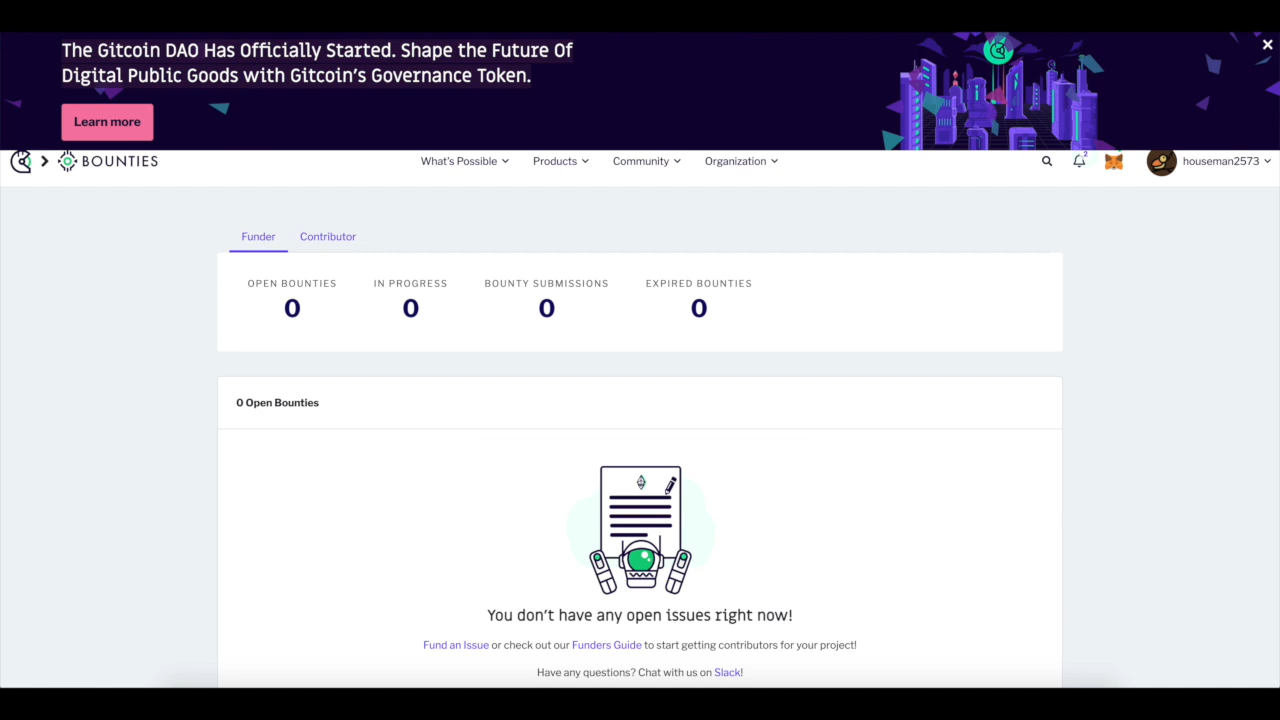 The Gitcoin DAO Has Officially Started. Shape the Future Of
Digital Public Goods with Gitcoin's Governance Token.
Learn more
BOUNTIES
What's Possible
Products
Community
Organization
2
houseman2573
Funder
Contributor
OPEN BOUNTIES
IN PROGRESS
BOUNTY SUBMISSIONS
EXPIRED BOUNTIES
0
0
0
0
0 Open Bounties
You don't have any open issues right now!
Fund an Issue or check out our Funders Guide to start getting contributors for your project!
Have any questions? Chat with us on Slack!